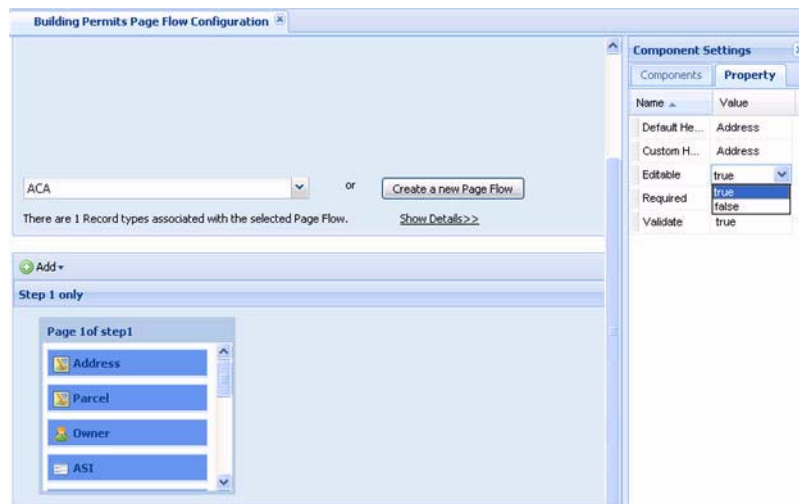 Building Permits Page Flow Configuration
Component Settings
Components Property
Name Value
Default He... Address
Custom H... Address
Editable true
true
false
Required
Validate true
ACA or Create a new Page Flow
There are 1 Record types associated with the selected Page Flow. Show Details>>
Add
Step 1 only
Page 1of step1
Address
Parcel
Owner
ASI